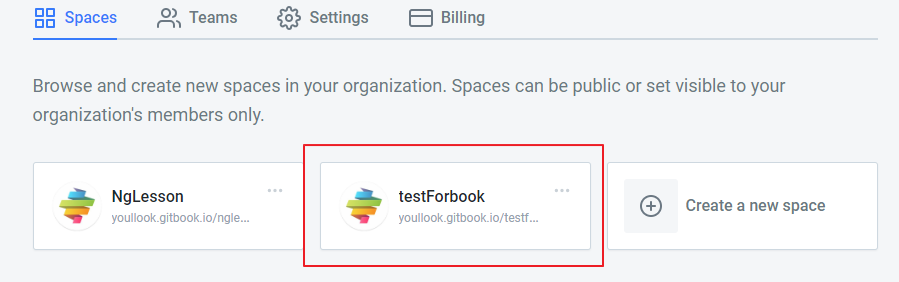 Spaces Teams Settings Billing
Browse and create new spaces in your organization. Spaces can be public or set visible to your
organization's members only.
NgLesson
youllook.gitbook.io/ngle...
testForbook
youllook.gitbook.io/testf...
Create a new space